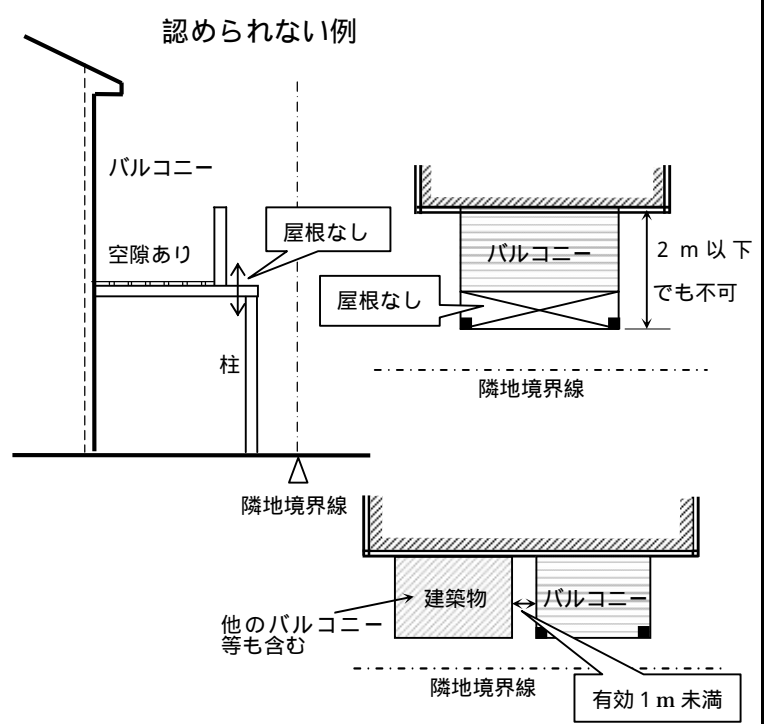 認められない例
バルコニー
空隙あり
屋根なし
柱
隣地境界線
バルコニー
屋根なし
2 m以下
でも不可
隣地境界線
建築物
バルコニー
他のバルコニー
等も含む
隣地境界線
有効1m未満